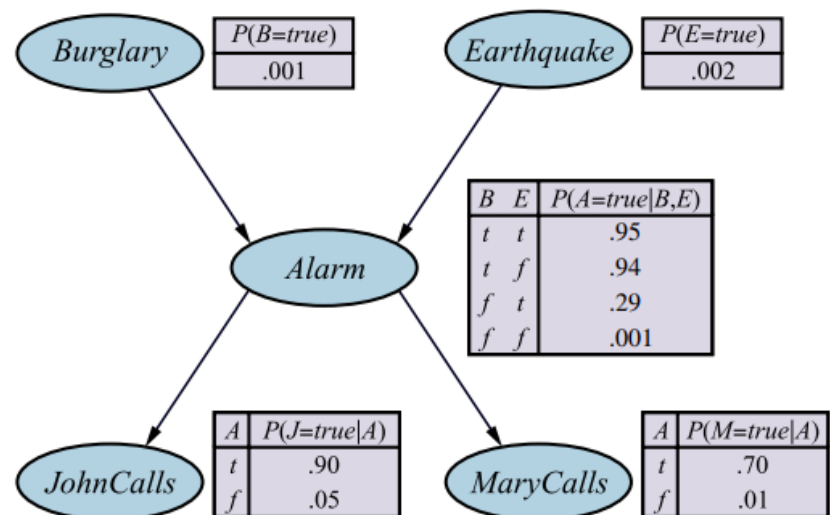 Burglary
P(B=true)
.001
Earthquake
P(E=true)
.002
B E P(A=true|B,E)
t t .95
t f .94
f t .29
f f .001
Alarm
JohnCalls
A P(J=true|A)
t .90
f .05
MaryCalls
A P(M=true|A)
t .70
f .01